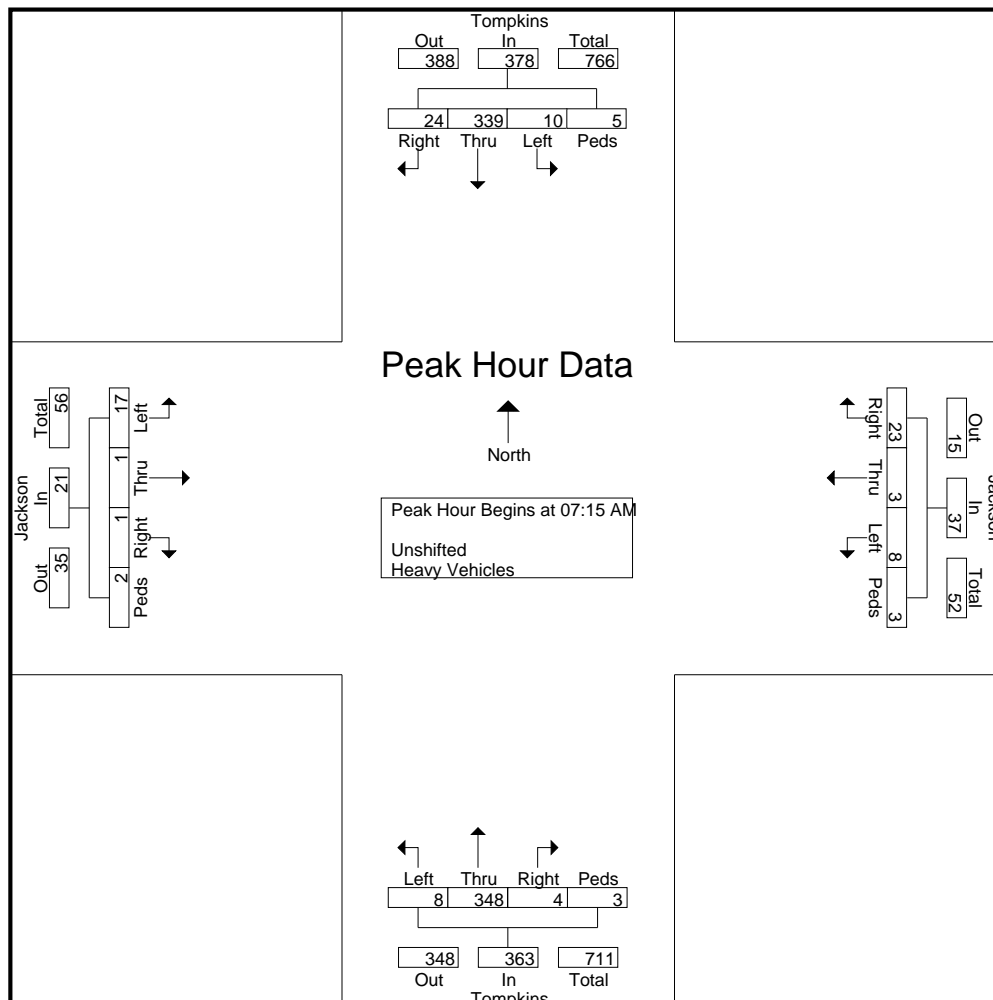 Tompkins
Out In Total
388 378 766
24 339 10 5
Right Thru Left Peds
Peak Hour Data
North
Peak Hour Begins at 07:15 AM
Unshifted
Heavy Vehicles
Jackson
Out In Total
35 21 56
Left Thru Right Peds
17 1 1 2
Jackson
Out In Total
15 37 52
Right Thru Left Peds
23 3 8 3
Left Thru Right Peds
8 348 4 3
348 363 711
Out In Total
Tompkins